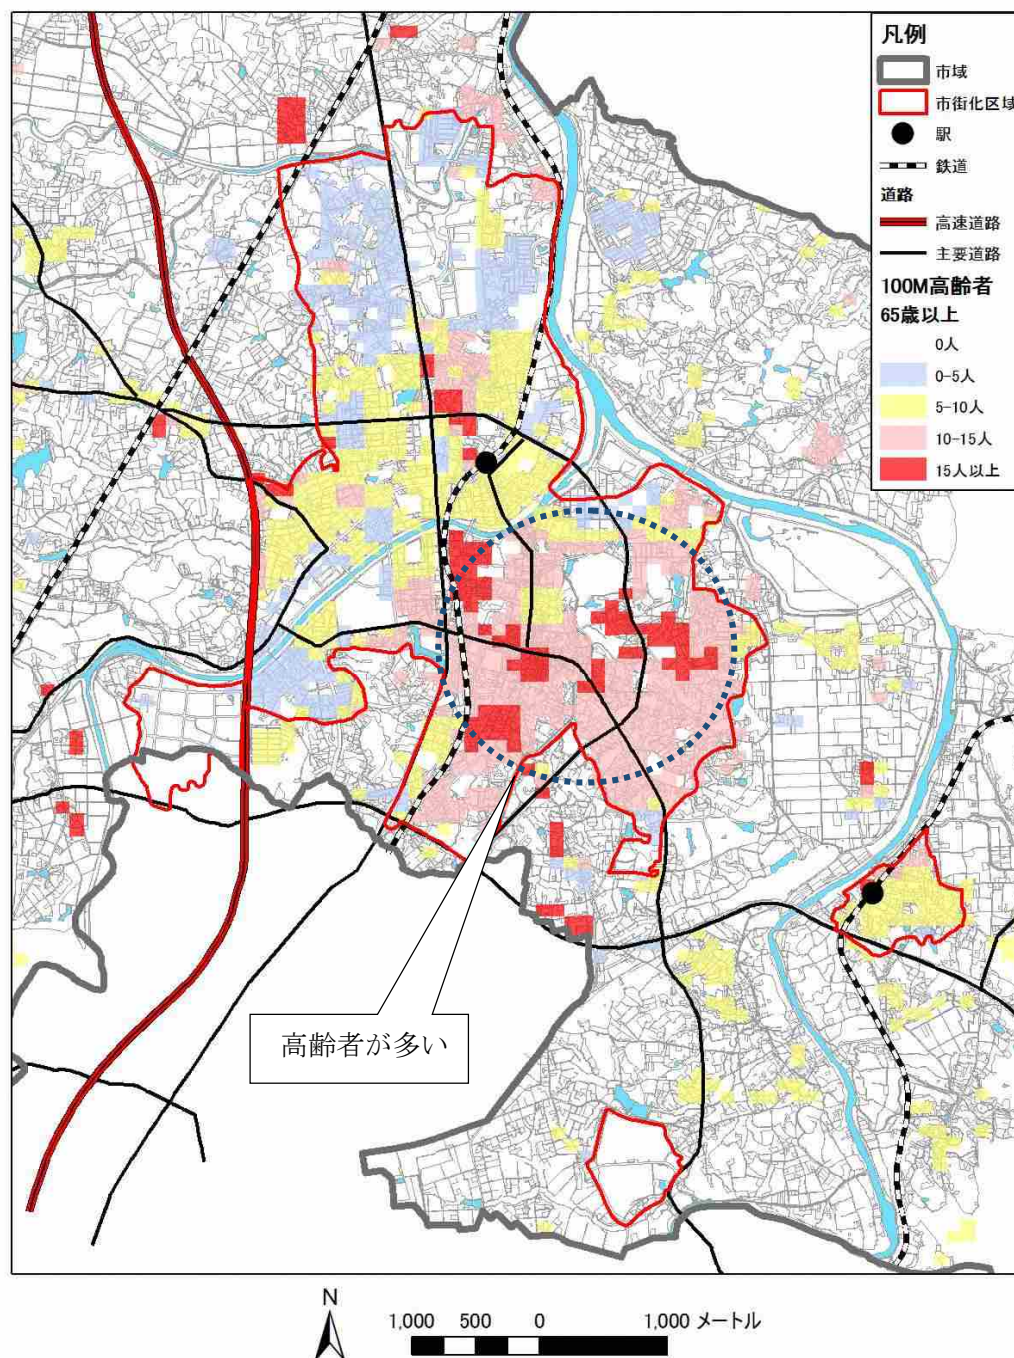 凡例
市域
市街化区域
駅
鉄道
道路
高速道路
主要道路
100M高齢者
65歳以上
0人
0-5人
5-10人
10-15人
15人以上
高齢者が多い
N
1,000 500 0 1,000 メートル